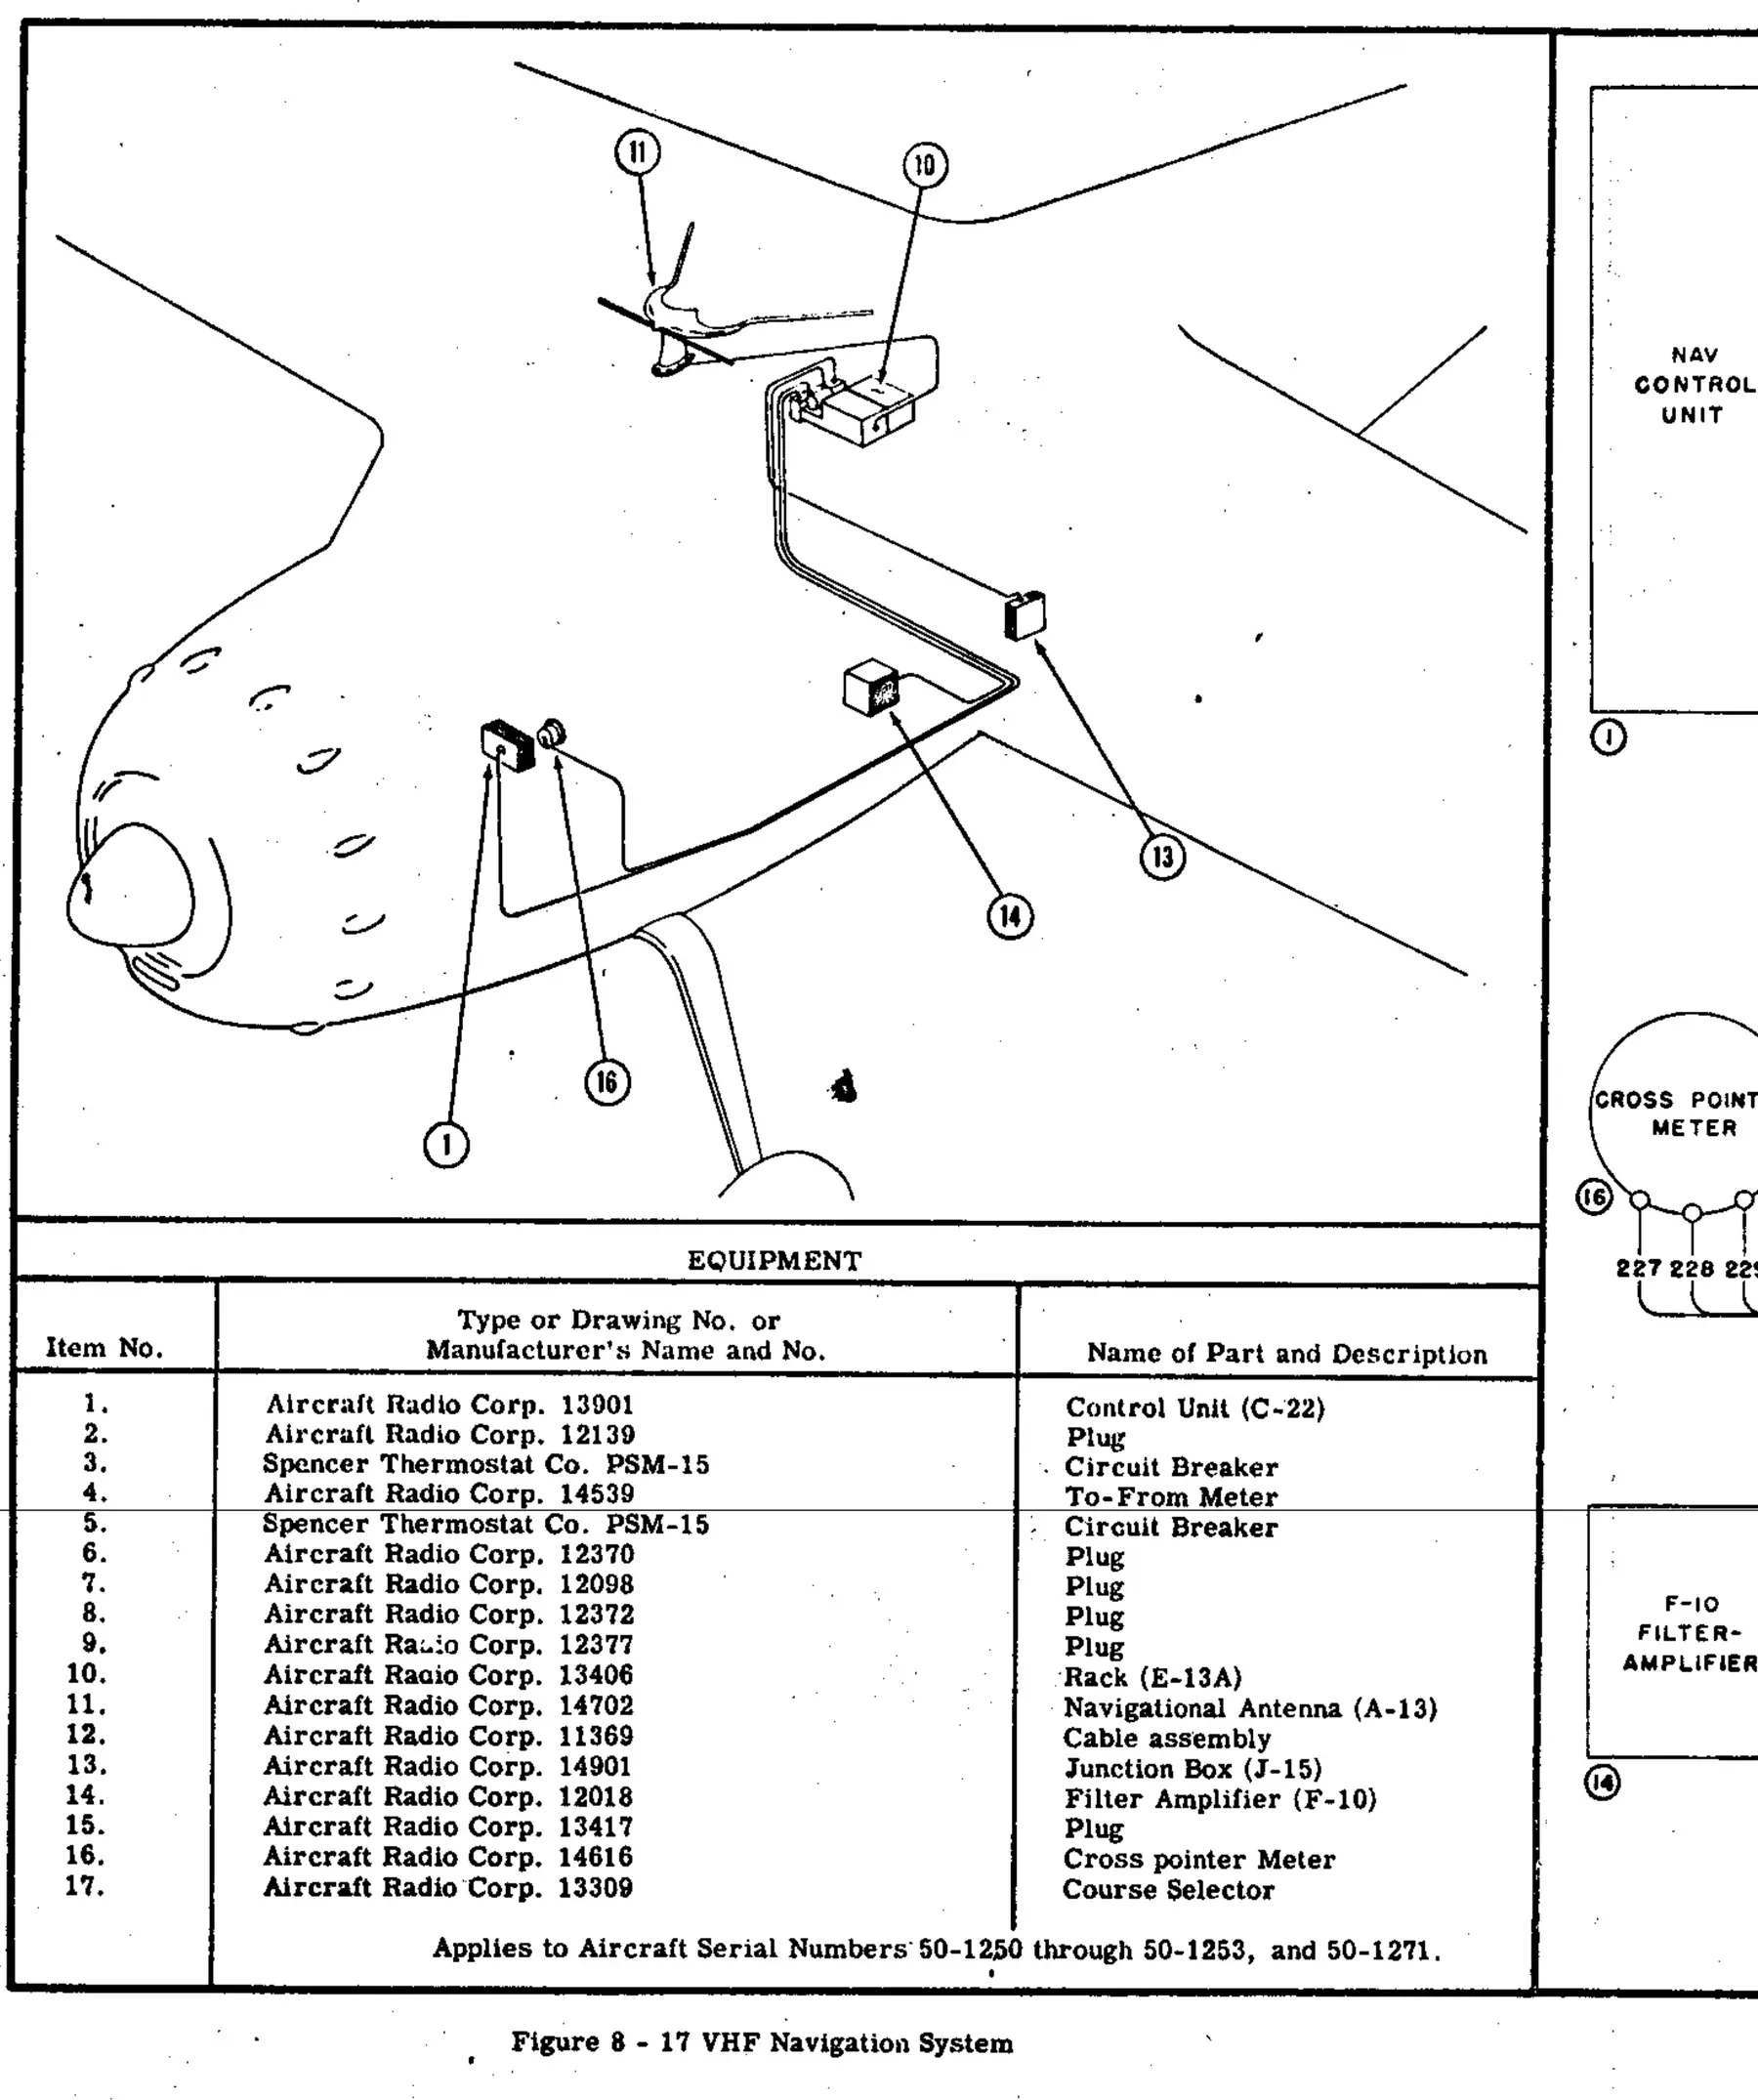 11
10
13
14
16
1
EQUIPMENT
Item No.
Type or Drawing No. or
Manufacturer's Name and No.
Name of Part and Description
1. Aircraft Radio Corp. 13901 Control Unit (C-22)
2. Aircraft Radio Corp. 12139 Plug
3. Spencer Thermostat Co. PSM-15 Circuit Breaker
4. Aircraft Radio Corp. 14539 To-From Meter
5. Spencer Thermostat Co. PSM-15 Circuit Breaker
6. Aircraft Radio Corp. 12370 Plug
7. Aircraft Radio Corp. 12098 Plug
8. Aircraft Radio Corp. 12372 Plug
9. Aircraft Radio Corp. 12377 Plug
10. Aircraft Radio Corp. 13406 Rack (E-13A)
11. Aircraft Radio Corp. 14702 Navigational Antenna (A-13)
12. Aircraft Radio Corp. 11369 Cable assembly
13. Aircraft Radio Corp. 14901 Junction Box (J-15)
14. Aircraft Radio Corp. 12018 Filter Amplifier (F-10)
15. Aircraft Radio Corp. 13417 Plug
16. Aircraft Radio Corp. 14616 Cross pointer Meter
17. Aircraft Radio Corp. 13309 Course Selector
Applies to Aircraft Serial Numbers 50-1250 through 50-1253, and 50-1271.
Figure 8 - 17 VHF Navigation System
NAV
CONTROL
UNIT
1
CROSS POINT
METER
16
227 228
F-10
FILTER-
AMPLIFIER
14